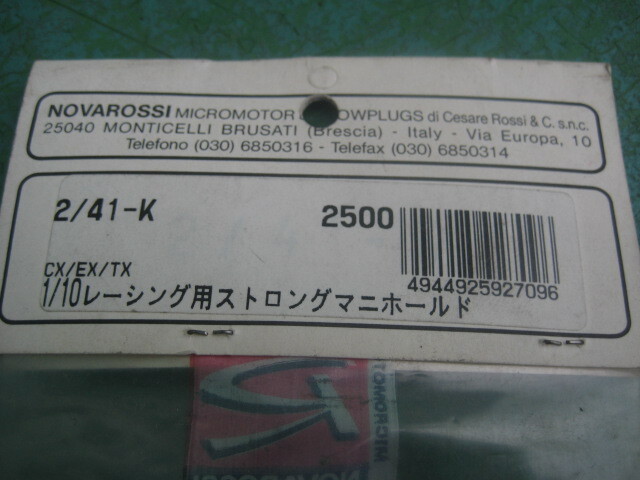 NOVAROSSI MICROMOTOR OWPLUGS di Cesare Rossi & C. s.n.c.
25040 MONTICELLI BRUSATI (Brescia) - Italy - Via Europa, 10
Telefono (030) 6850316 - Telefax (030) 6850314
2/41-K 2500
4944925927096
CX/EX/TX
1/10レーシング用ストロングマニホールド